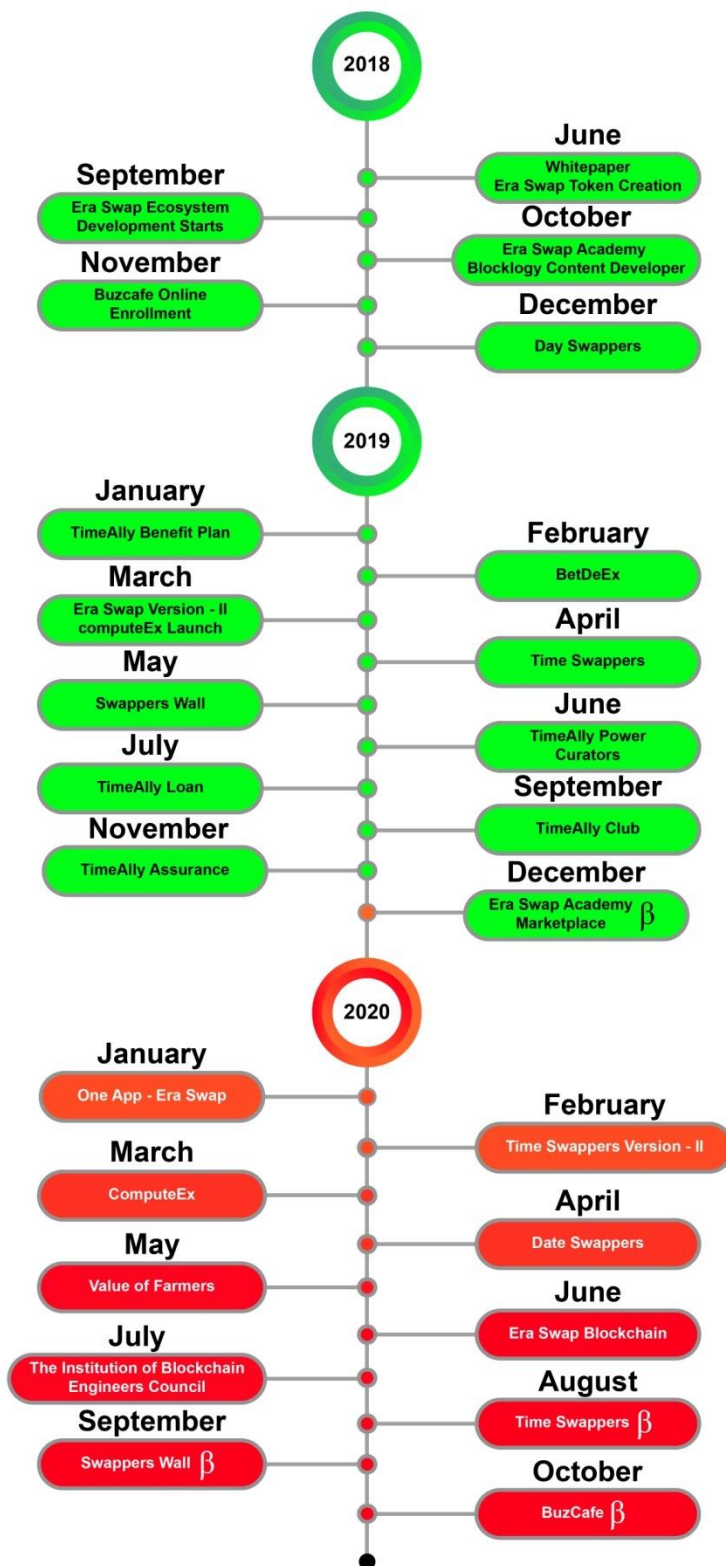 2018
June
Whitepaper
Era Swap Token Creation
September
Era Swap Ecosystem
Development Starts
October
Era Swap Academy
Blocklogy Content Developer
November
Buzcafe Online
Enrollment
December
Day Swappers
2019
January
TimeAlly Benefit Plan
February
BetDeEx
March
Era Swap Version - II
computeEx Launch
April
Time Swappers
May
Swappers Wall
June
TimeAlly Power
Curators
July
TimeAlly Loan
September
TimeAlly Club
November
TimeAlly Assurance
December
Era Swap Academy
Marketplace β
2020
January
One App - Era Swap
February
Time Swappers Version - II
March
ComputeEx
April
Date Swappers
May
Value of Farmers
June
Era Swap Blockchain
July
The Institution of Blockchain
Engineers Council
August
Time Swappers β
September
Swappers Wall β
October
BuzCafe β